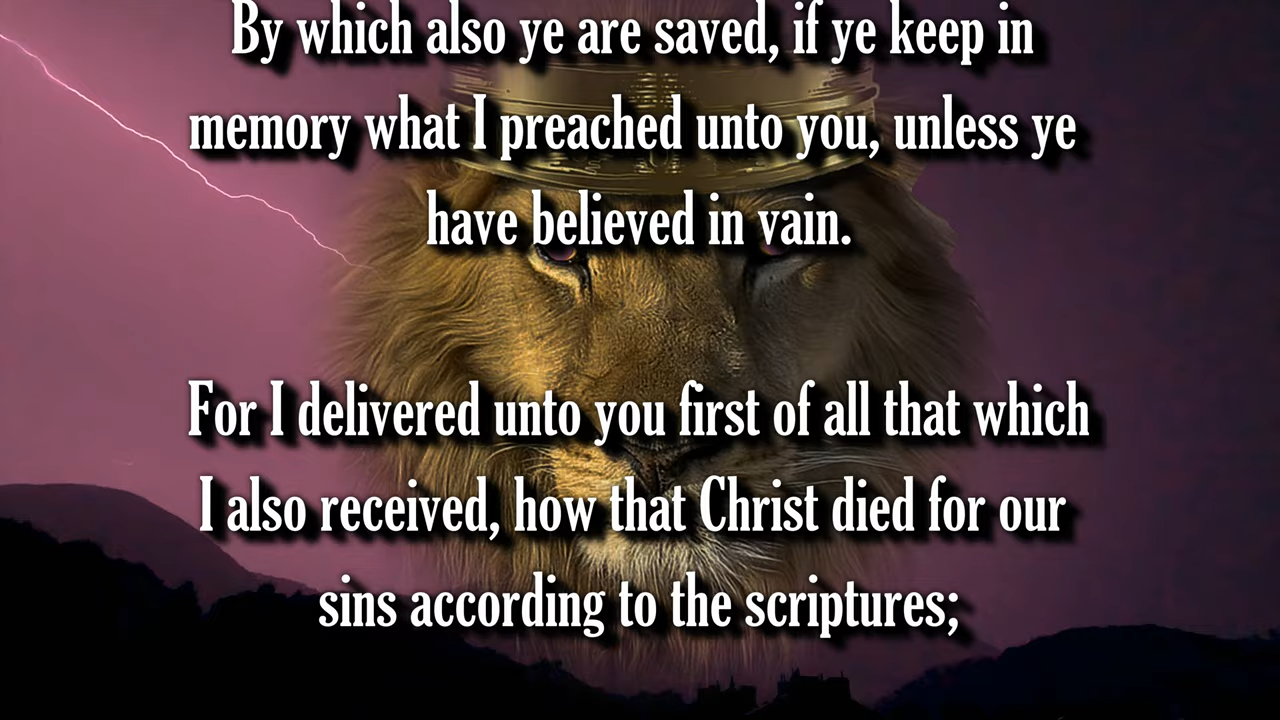 By which also ye are saved, if ye keep in
memory what I preached unto you, unless ye
have believed in vain.
For I delivered unto you first of all that which
I also received, how that Christ died for our
sins according to the scriptures;